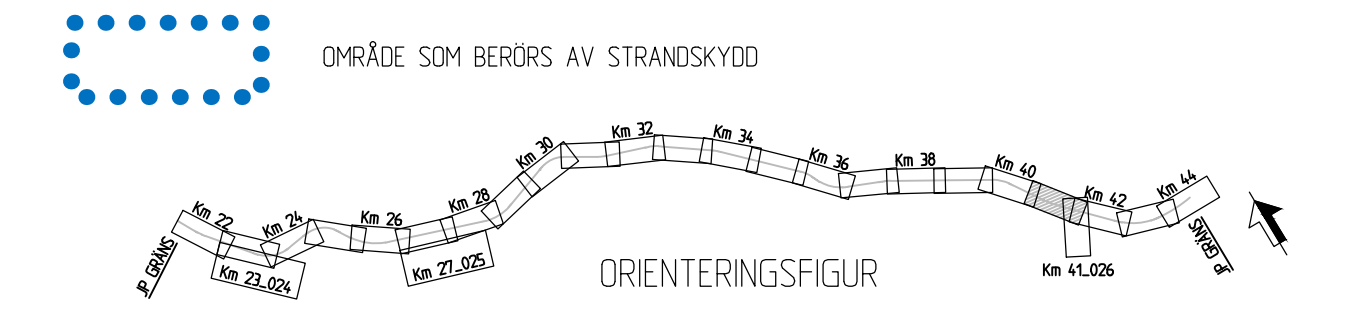 OMRÅDE SOM BERÖRS AV STRANDSKYDD
Km 22
Km 24
Km 26
Km 28
Km 30
Km 32
Km 34
Km 36
Km 38
Km 40
Km 42
Km 44
JP GRÄNS
Km 23_024
Km 27_025
ORIENTERINGSFIGUR
Km 41_026
JP GRÄNS